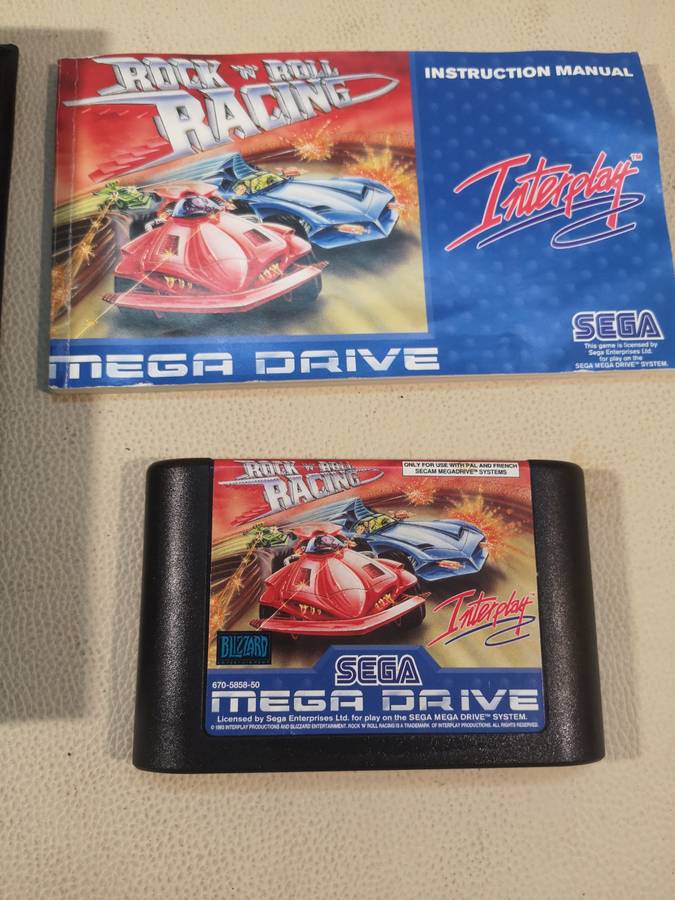 ROCK 'N' ROLL
RACING
INSTRUCTION MANUAL
Interplay™
SEGA
This game is licensed by
Sega Enterprises Ltd.
for play on the
SEGA MEGA DRIVE™ SYSTEM.
MEGA DRIVE
ROCK 'N' ROLL
RACING
ONLY FOR USE WITH PAL AND FRENCH
SECAM MEGADRIVE™ SYSTEMS
Interplay™
BLIZZARD
ENTERTAINMENT
SEGA
670-5858-50
MEGA DRIVE
Licensed by Sega Enterprises Ltd. for play on the SEGA MEGA DRIVE™ SYSTEM.
© 1993 INTERPLAY PRODUCTIONS AND BLIZZARD ENTERTAINMENT. ROCK 'N' ROLL RACING IS A TRADEMARK OF INTERPLAY PRODUCTIONS. ALL RIGHTS RESERVED